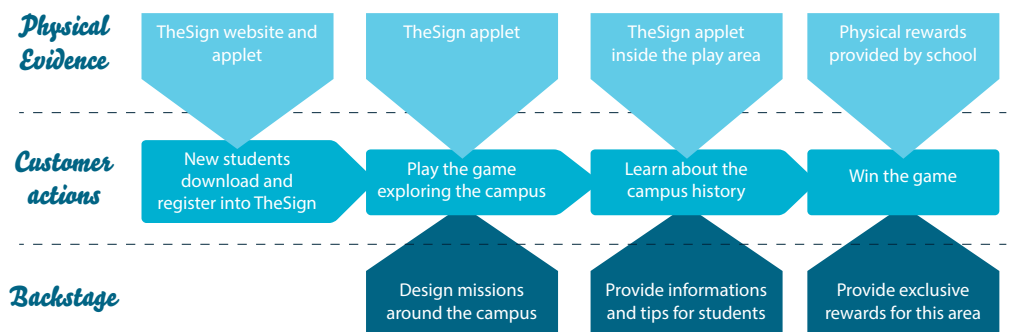 Physical
Evidence
TheSign website and
applet
TheSign applet
TheSign applet
inside the play area
Physical rewards
provided by school
Customer
actions
New students
download and
register into TheSign
Play the game
exploring the campus
Learn about the
campus history
Win the game
Backstage
Design missions
around the campus
Provide informations
and tips for students
Provide exclusive
rewards for this area